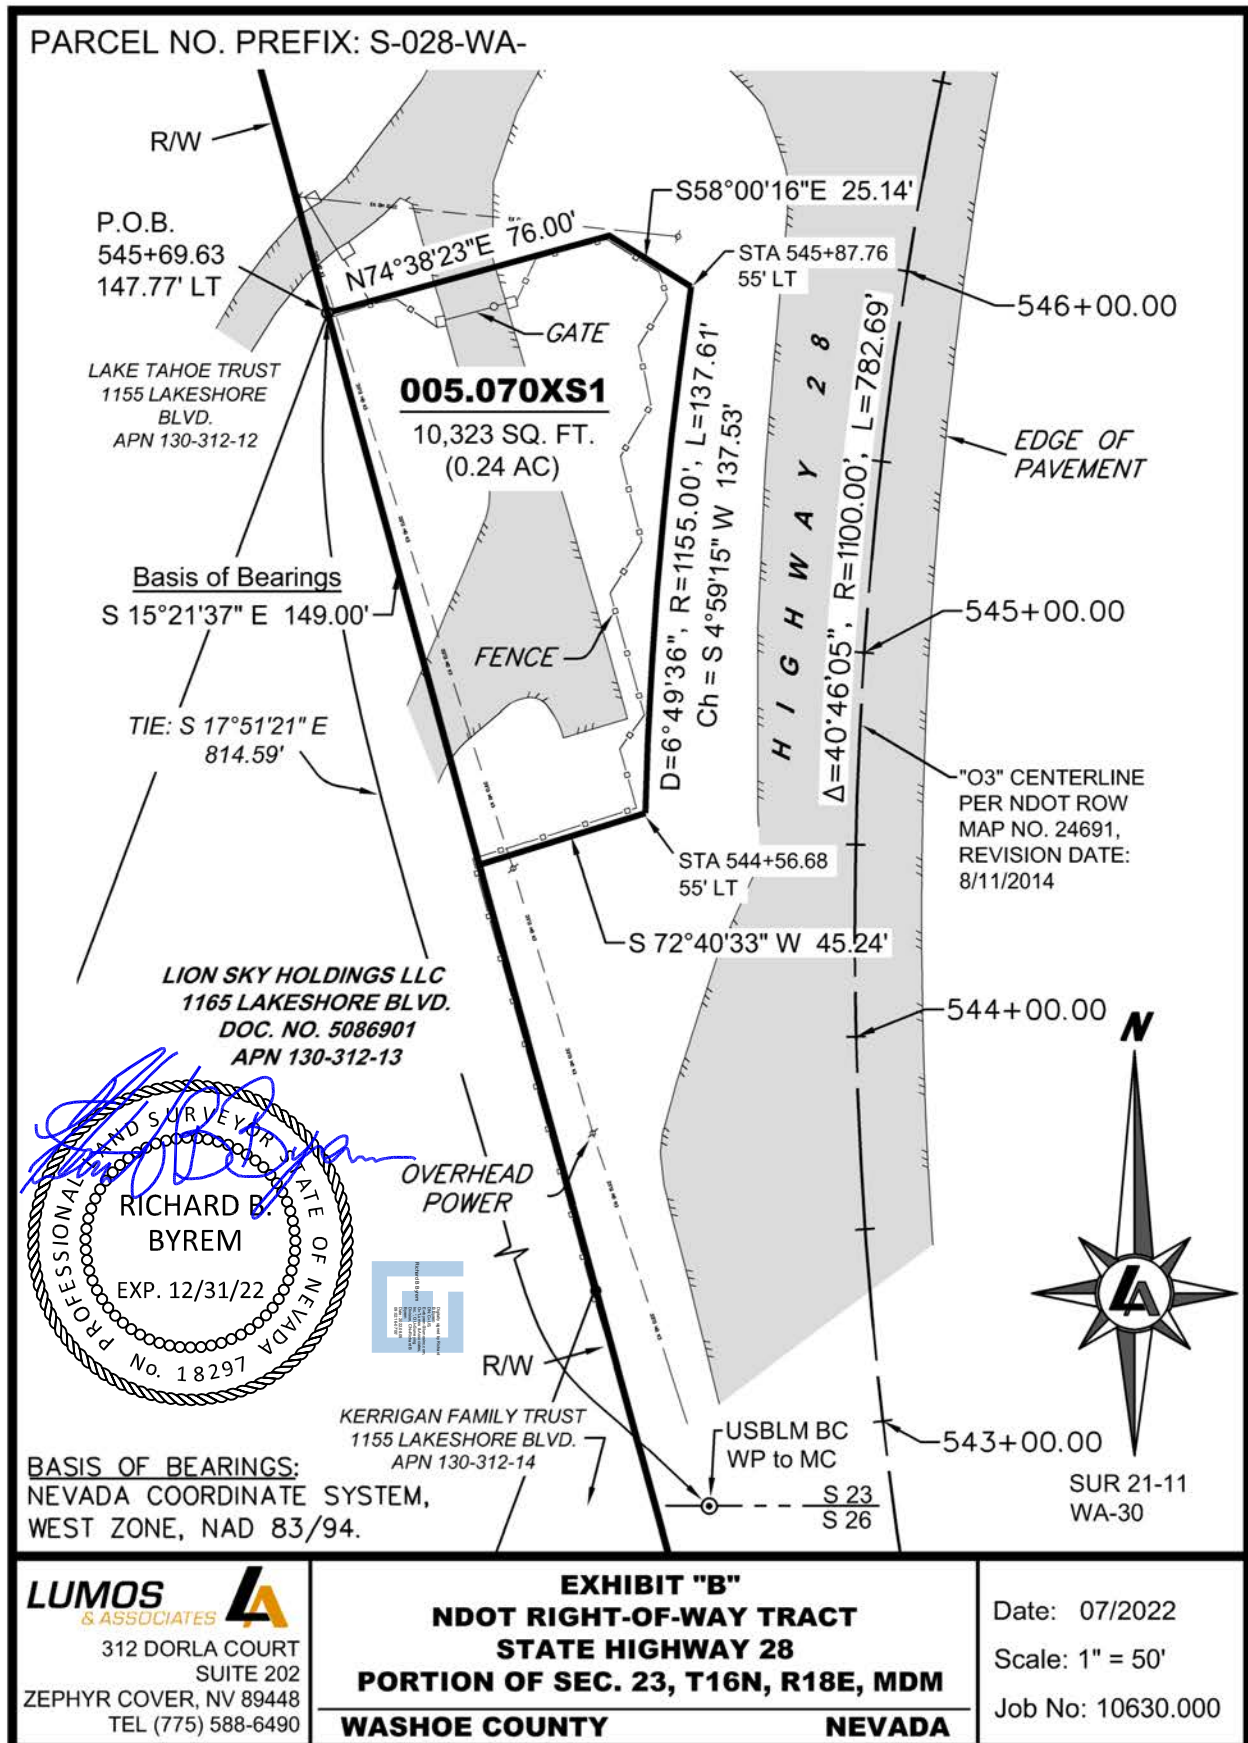 PARCEL NO. PREFIX: S-028-WA-
R/W
P.O.B.
545+69.63
147.77' LT
N74°38'23"E 76.00'
S58°00'16"E 25.14'
STA 545+87.76
55' LT
546+00.00
GATE
LAKE TAHOE TRUST
1155 LAKESHORE
BLVD.
APN 130-312-12
005.070XS1
10,323 SQ. FT.
(0.24 AC)
D=6°49'36", R=1155.00', L=137.61'
Ch = S 4°59'15" W 137.53'
HIGHWAY 28
Δ=40°46'05", R=1100.00', L=782.69'
EDGE OF
PAVEMENT
Basis of Bearings
S 15°21'37" E 149.00'
545+00.00
FENCE
TIE: S 17°51'21" E
814.59'
"O3" CENTERLINE
PER NDOT ROW
MAP NO. 24691,
REVISION DATE:
8/11/2014
STA 544+56.68
55' LT
S 72°40'33" W 45.24'
LION SKY HOLDINGS LLC
1165 LAKESHORE BLVD.
DOC. NO. 5086901
APN 130-312-13
544+00.00
N
PROFESSIONAL LAND SURVEYOR STATE OF NEVADA
RICHARD B.
BYREM
EXP. 12/31/22
No. 18297
OVERHEAD
POWER
R/W
KERRIGAN FAMILY TRUST
1155 LAKESHORE BLVD.
APN 130-312-14
USBLM BC
WP to MC
543+00.00
S 23
S 26
SUR 21-11
WA-30
BASIS OF BEARINGS:
NEVADA COORDINATE SYSTEM,
WEST ZONE, NAD 83/94.
LUMOS
& ASSOCIATES
312 DORLA COURT
SUITE 202
ZEPHYR COVER, NV 89448
TEL (775) 588-6490
EXHIBIT "B"
NDOT RIGHT-OF-WAY TRACT
STATE HIGHWAY 28
PORTION OF SEC. 23, T16N, R18E, MDM
WASHOE COUNTY NEVADA
Date: 07/2022
Scale: 1" = 50'
Job No: 10630.000